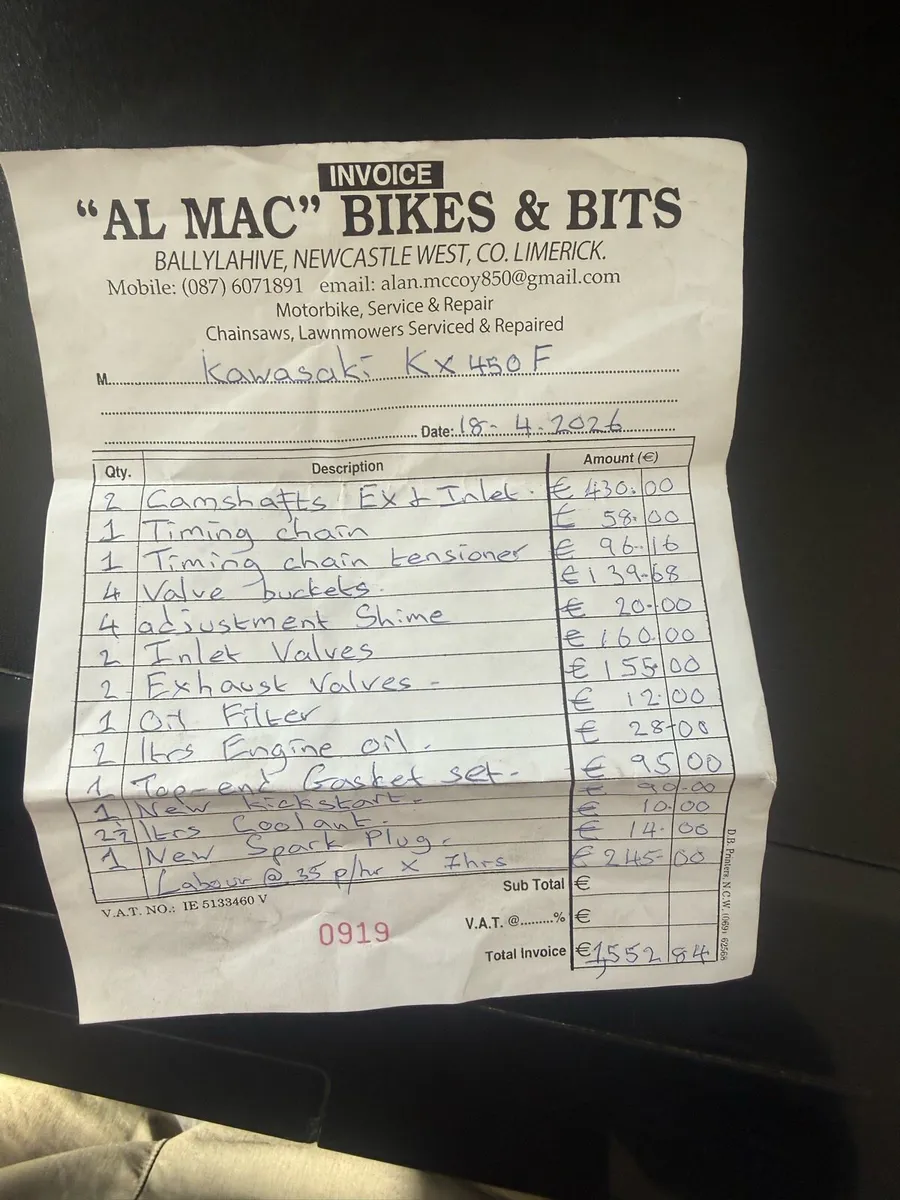 INVOICE
“AL MAC” BIKES & BITS
BALLYLAHIVE, NEWCASTLE WEST, CO. LIMERICK.
Mobile: (087) 6071891 email: alan.mccoy850@gmail.com
Motorbike, Service & Repair
Chainsaws, Lawnmowers Serviced & Repaired
M. Kawasaki Kx 450 F
Date: 18-4-2026
Qty. Description Amount (€)
2 Camshafts Ex & Inlet. € 430.00
1 Timing chain € 58.00
1 Timing chain tensioner € 96.16
4 Valve buckets. € 139.68
4 adjustment Shime € 20.00
2 Inlet Valves € 160.00
2 Exhaust Valves - € 155.00
1 Oil Filter € 12.00
2 ltrs Engine oil. € 28-00
1 Top-end Gasket set- € 95.00
1 New kickstart- € 90.00
2½ ltrs Coolant. € 10.00
1 New Spark Plug- € 14.00
Labour @ 35 p/hr x 7hrs € 245-00
Sub Total €
V.A.T. NO.: IE 5133460 V
V.A.T. @.........% €
0919
Total Invoice € 1,552 84
D.B. Printers, N.C.W. (069) 62568